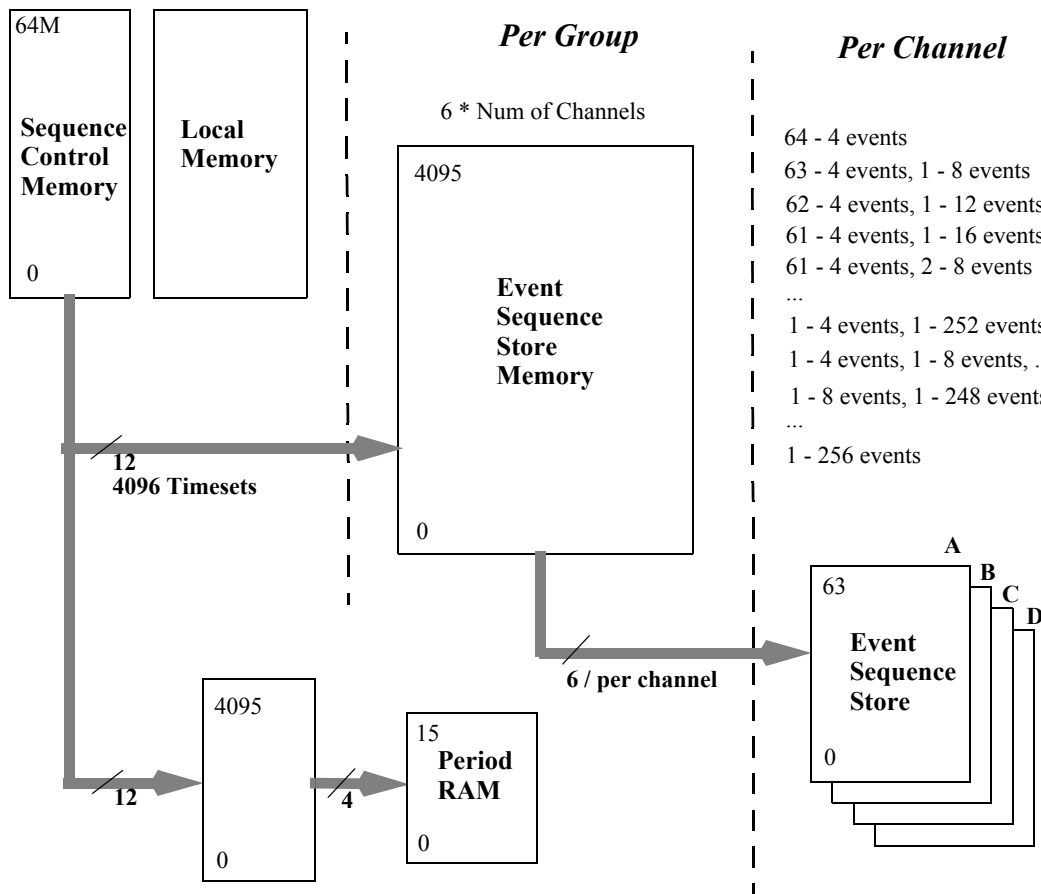 64M
Sequence
Control
Memory
0
Local
Memory
Per Group
6 * Num of Channels
4095
Event
Sequence
Store
Memory
0
Per Channel
64 - 4 events
63 - 4 events, 1 - 8 events
62 - 4 events, 1 - 12 events
61 - 4 events, 1 - 16 events
61 - 4 events, 2 - 8 events
...
1 - 4 events, 1 - 252 events
1 - 4 events, 1 - 8 events, .
1 - 8 events, 1 - 248 events
...
1 - 256 events
12
4096 Timesets
A
B
C
D
63
Event
Sequence
Store
0
6 / per channel
4095
0
12
4
15
Period
RAM
0